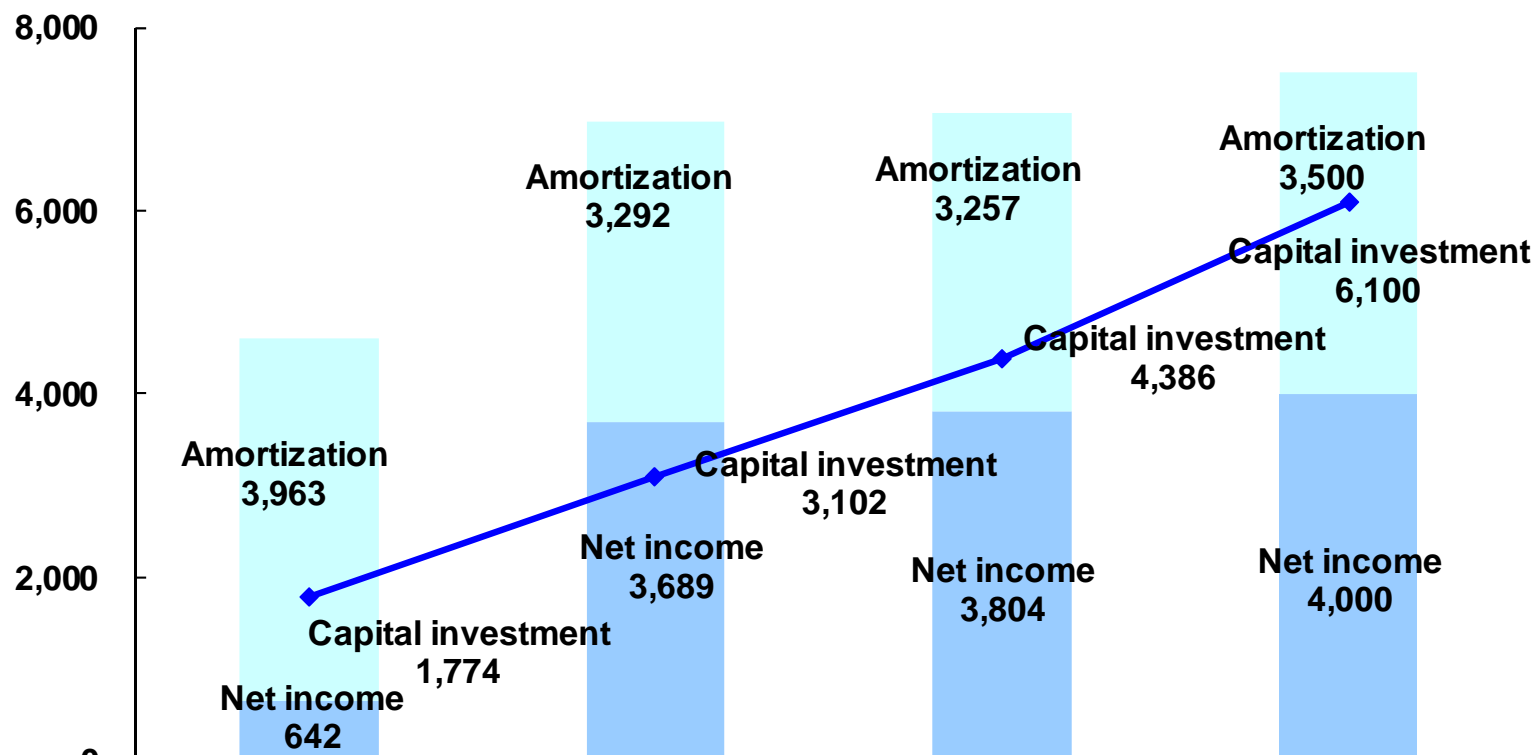 8,000
6,000
4,000
2,000
0
Amortization
3,963
Net income
642
Capital investment
1,774
Amortization
3,292
Net income
3,689
Capital investment
3,102
Amortization
3,257
Net income
3,804
Capital investment
4,386
Amortization
3,500
Capital investment
6,100
Net income
4,000